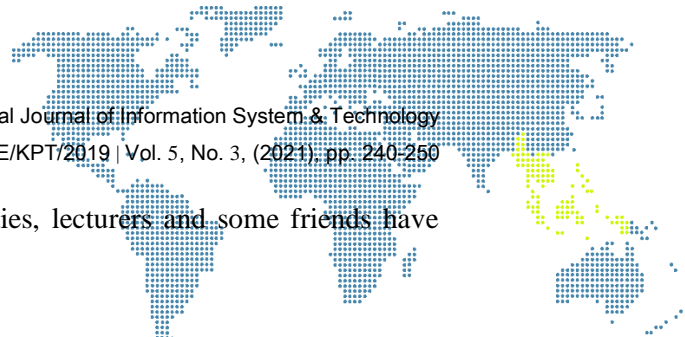 al Journal of Information System & Technology
E/KPT/2019 | Vol. 5, No. 3, (2021), pp. 240-250
ies, lecturers and some friends have